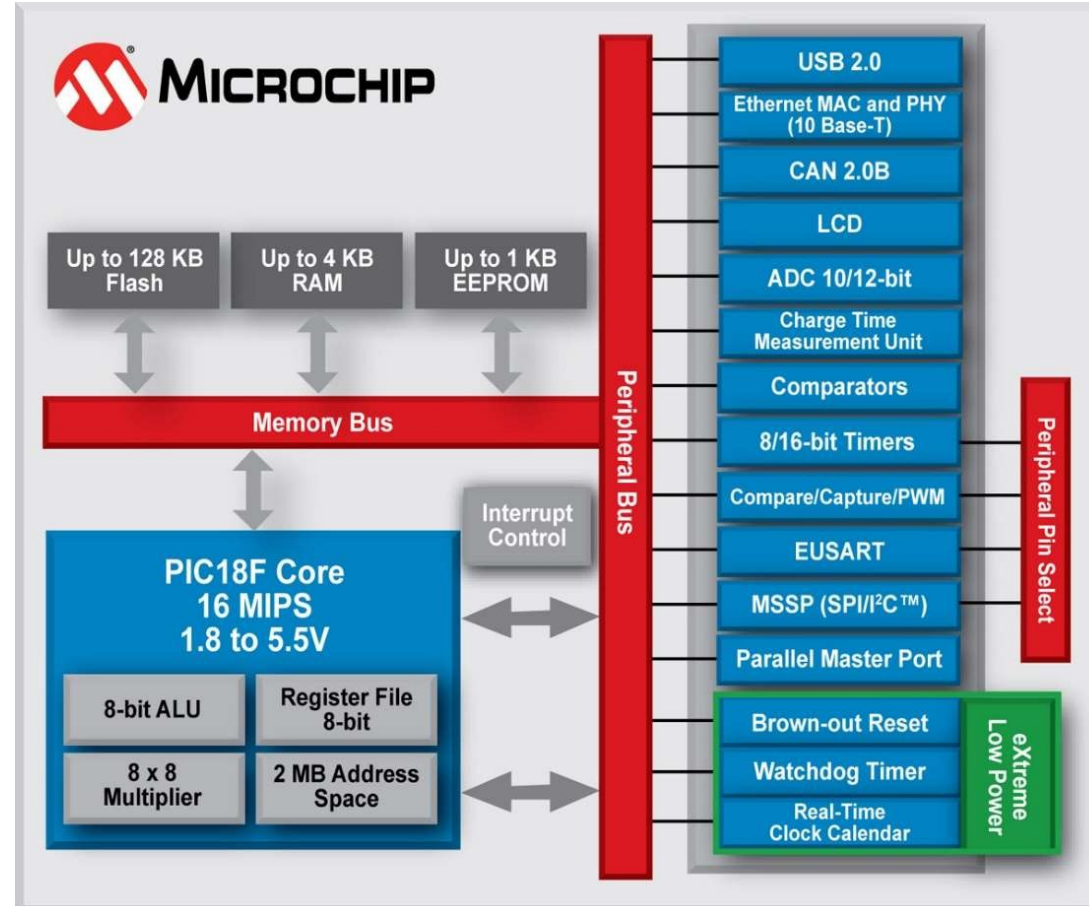 MICROCHIP
®
Up to 128 KB
Flash
Up to 4 KB
RAM
Up to 1 KB
EEPROM
Memory Bus
Interrupt
Control
PIC18F Core
16 MIPS
1.8 to 5.5V
8-bit ALU
Register File
8-bit
8 x 8
Multiplier
2 MB Address
Space
Peripheral Bus
USB 2.0
Ethernet MAC and PHY
(10 Base-T)
CAN 2.0B
LCD
ADC 10/12-bit
Charge Time
Measurement Unit
Comparators
8/16-bit Timers
Compare/Capture/PWM
EUSART
MSSP (SPI/I²C™)
Parallel Master Port
Brown-out Reset
Watchdog Timer
Real-Time
Clock Calendar
eXtreme
Low Power
Peripheral Pin Select